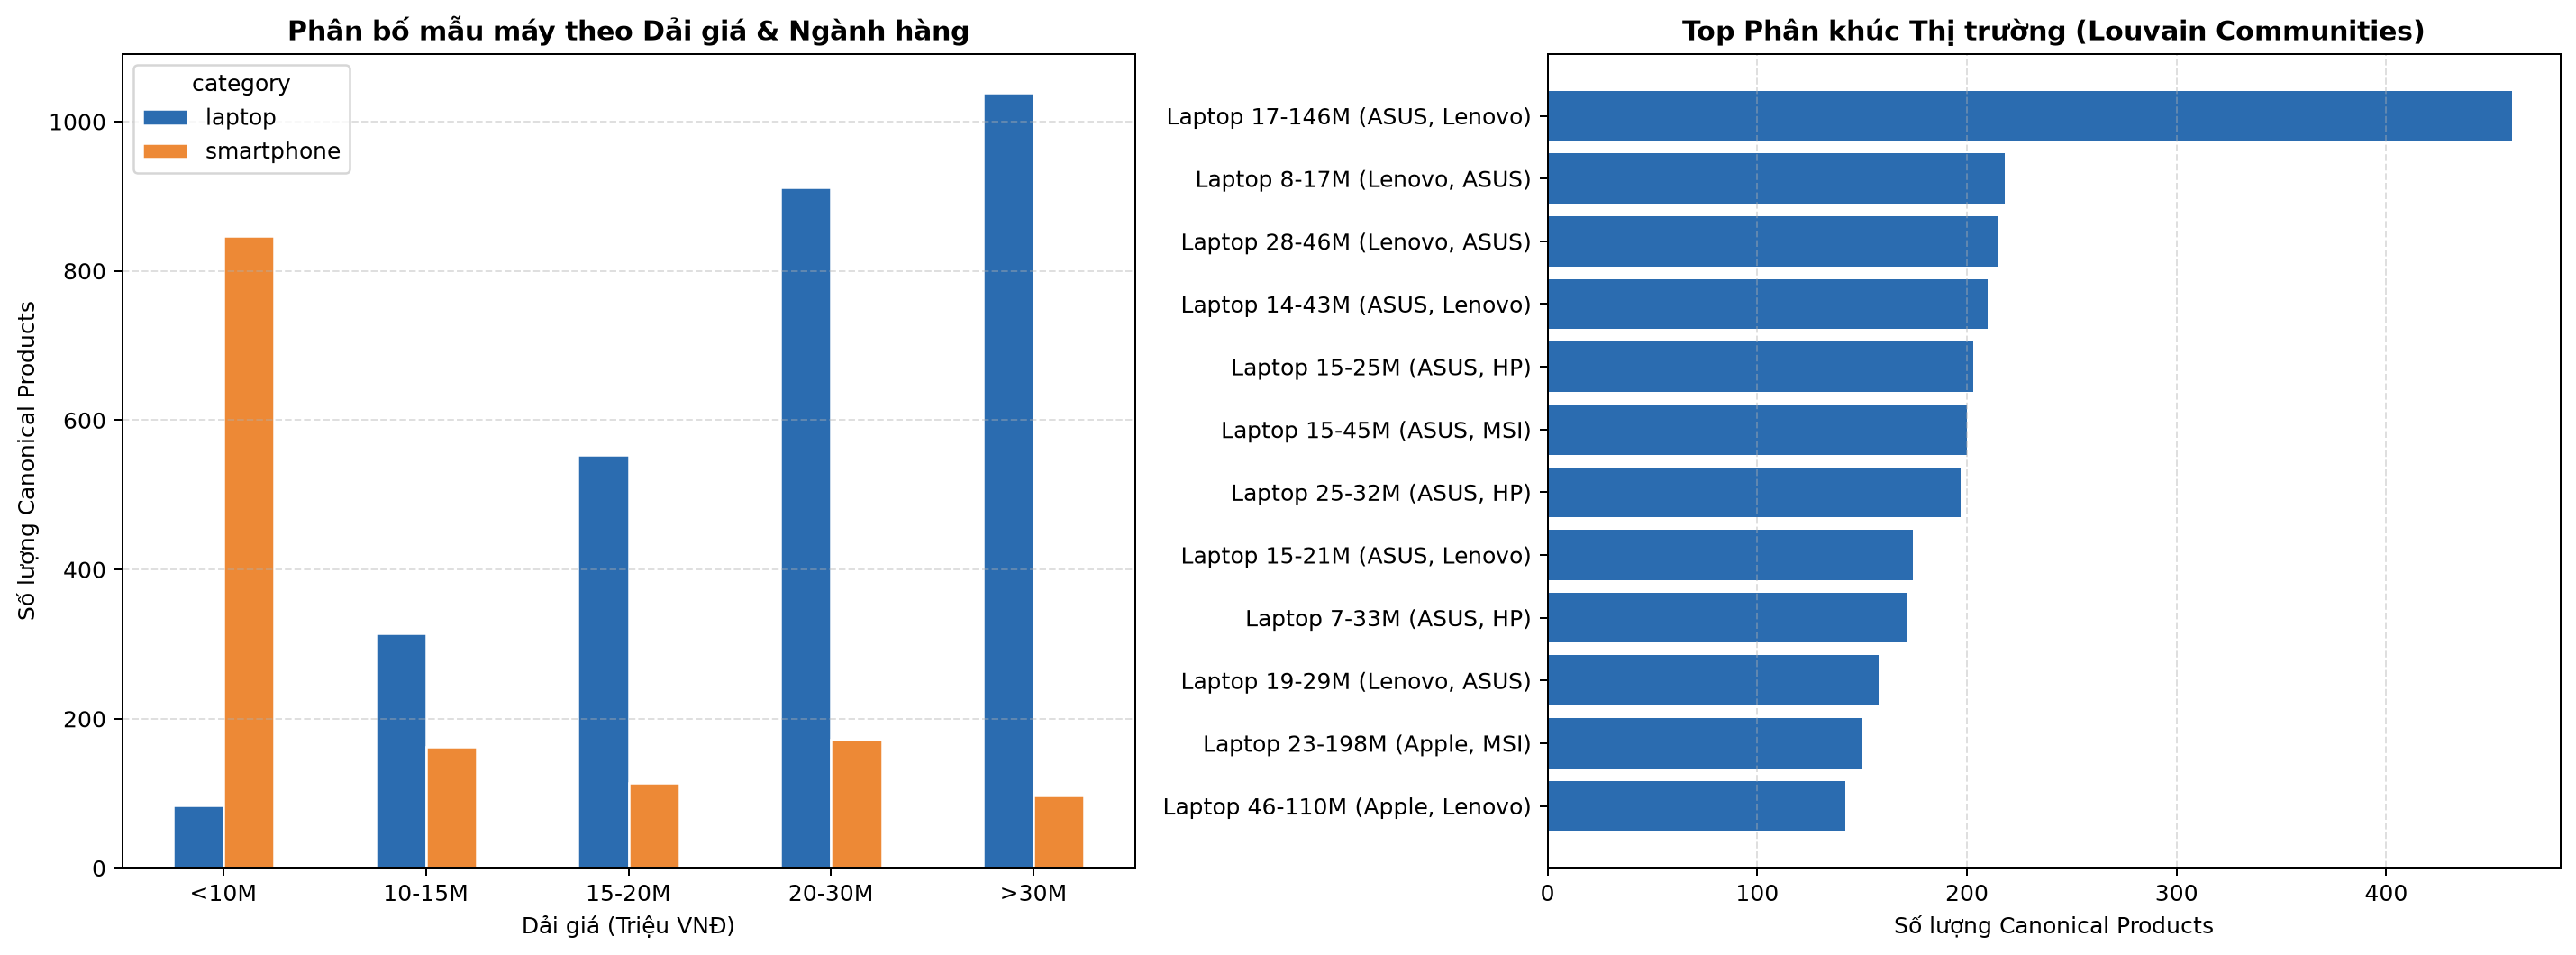 Phân bố mẫu máy theo Dải giá & Ngành hàng
category
laptop
smartphone
Số lượng Canonical Products
1000
800
600
400
200
0
<10M
10-15M
15-20M
20-30M
>30M
Dải giá (Triệu VNĐ)
Top Phân khúc Thị trường (Louvain Communities)
Laptop 17-146M (ASUS, Lenovo)
Laptop 8-17M (Lenovo, ASUS)
Laptop 28-46M (Lenovo, ASUS)
Laptop 14-43M (ASUS, Lenovo)
Laptop 15-25M (ASUS, HP)
Laptop 15-45M (ASUS, MSI)
Laptop 25-32M (ASUS, HP)
Laptop 15-21M (ASUS, Lenovo)
Laptop 7-33M (ASUS, HP)
Laptop 19-29M (Lenovo, ASUS)
Laptop 23-198M (Apple, MSI)
Laptop 46-110M (Apple, Lenovo)
0
100
200
300
400
Số lượng Canonical Products